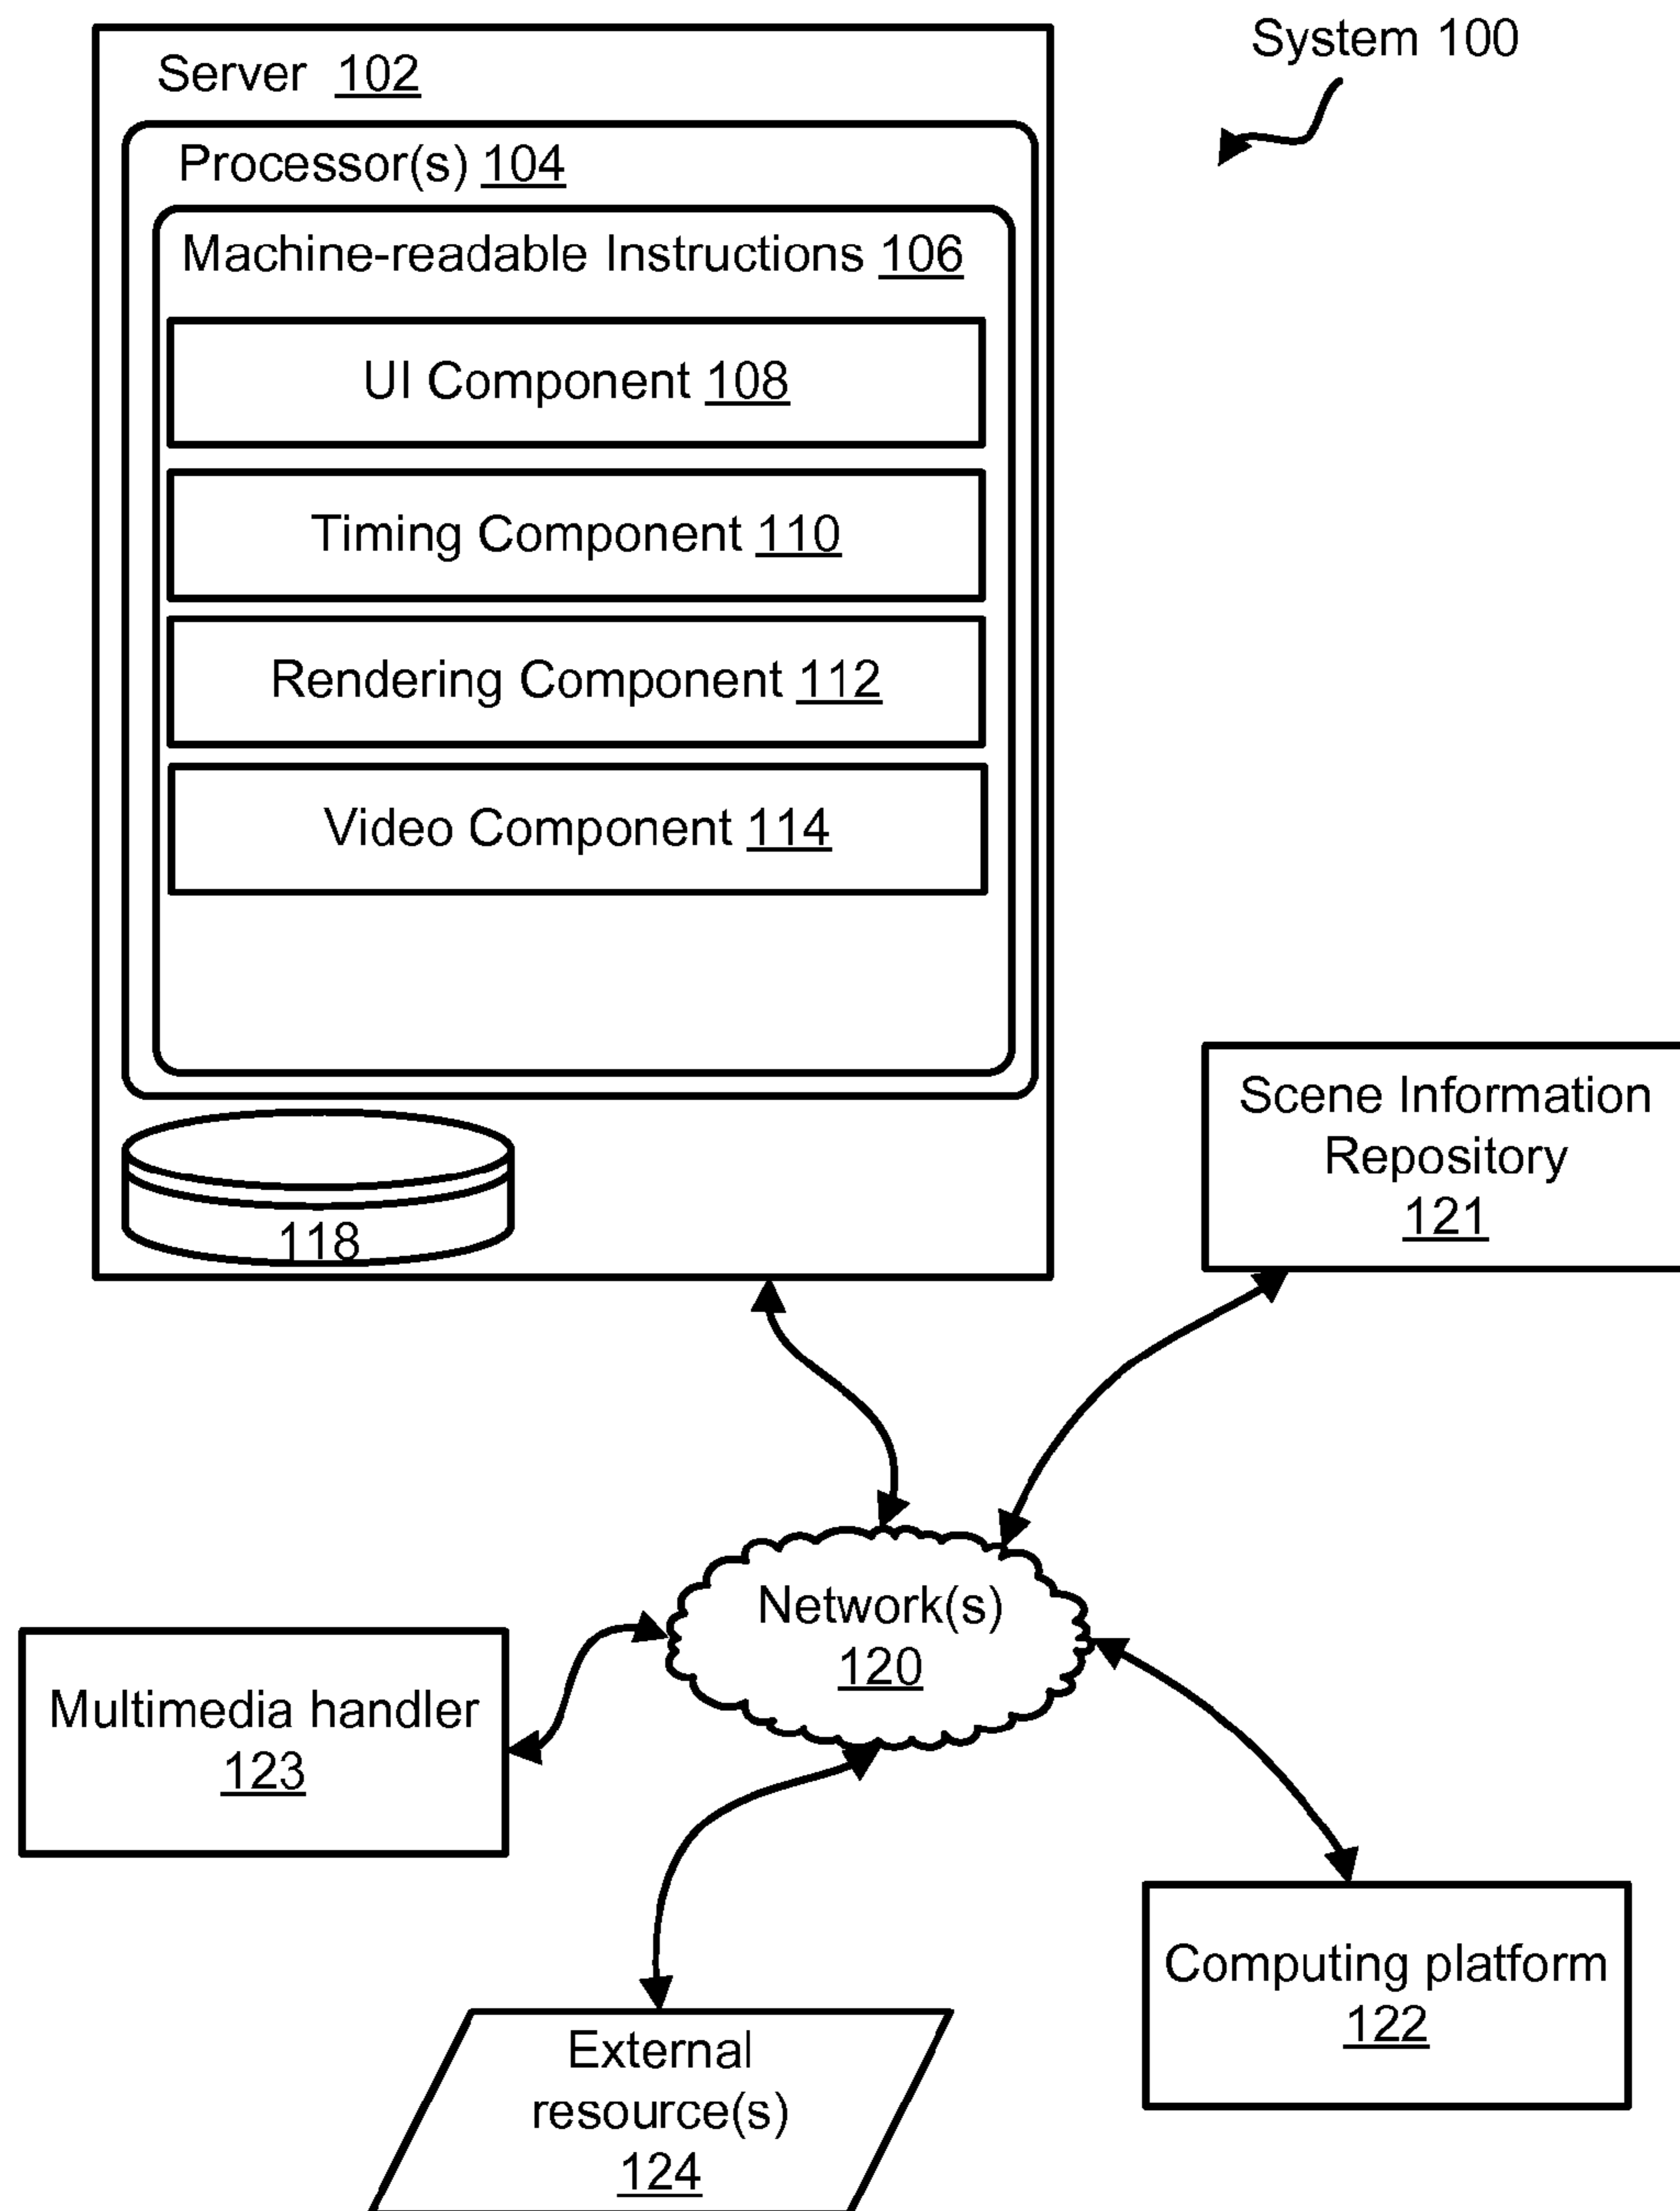 System 100
Server 102
Processor(s) 104
Machine-readable Instructions 106
UI Component 108
Timing Component 110
Rendering Component 112
Video Component 114
118
Scene Information
Repository
121
Network(s)
120
Multimedia handler
123
Computing platform
122
External
resource(s)
124